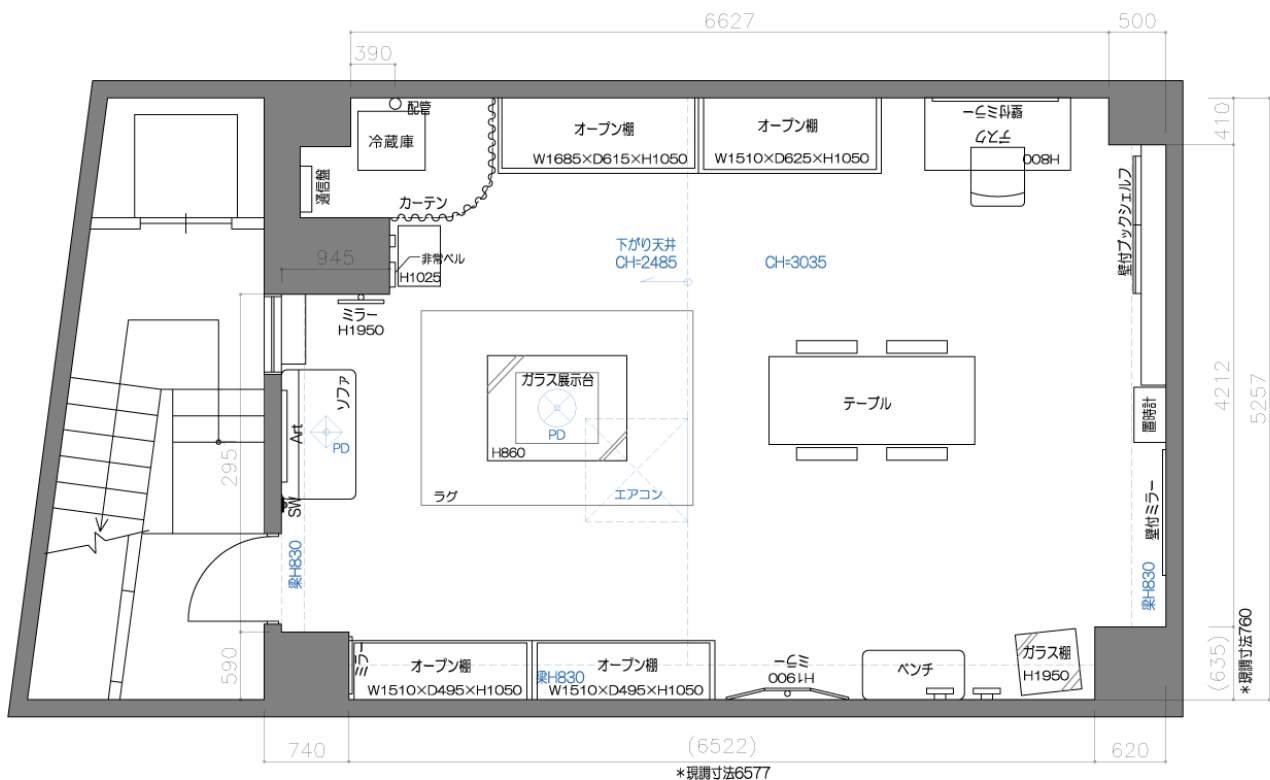 6627
500
390
配管
冷蔵庫
オープン棚
W1685×D615×H1050
オープン棚
W1510×D625×H1050
壁付ミラー
デスク
H800
410
通信盤
カーテン
壁付ブックシェルフ
945
非常ベル
H1025
下がり天井
CH=2485
CH=3035
ミラー
H1950
ガラス展示台
PD
H860
ソファ
Art
PD
テーブル
4212
5257
置時計
295
ラグ
エアコン
SW
壁付ミラー
梁H830
梁H830
590
ミラー
オープン棚
W1510×D495×H1050
オープン棚
梁H830
W1510×D495×H1050
ミラー
H1900
ベンチ
ガラス棚
H1950
(635)
*現調寸法760
740
(6522)
620
*現調寸法6577